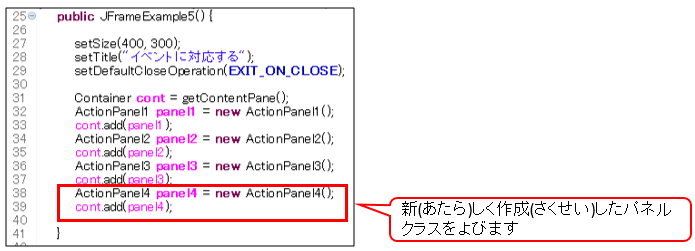 25 public JFrameExample5() {
26
27 setSize(400, 300);
28 setTitle("イベントに対応する");
29 setDefaultCloseOperation(EXIT_ON_CLOSE);
30
31 Container cont = getContentPane();
32 ActionPanel1 panel1 = new ActionPanel1();
33 cont.add(panel1);
34 ActionPanel2 panel2 = new ActionPanel2();
35 cont.add(panel2);
36 ActionPanel3 panel3 = new ActionPanel3();
37 cont.add(panel3);
38 ActionPanel4 panel4 = new ActionPanel4();
39 cont.add(panel4);
40
41 }
新(あたら)しく作成(さくせい)したパネル
クラスをよびます